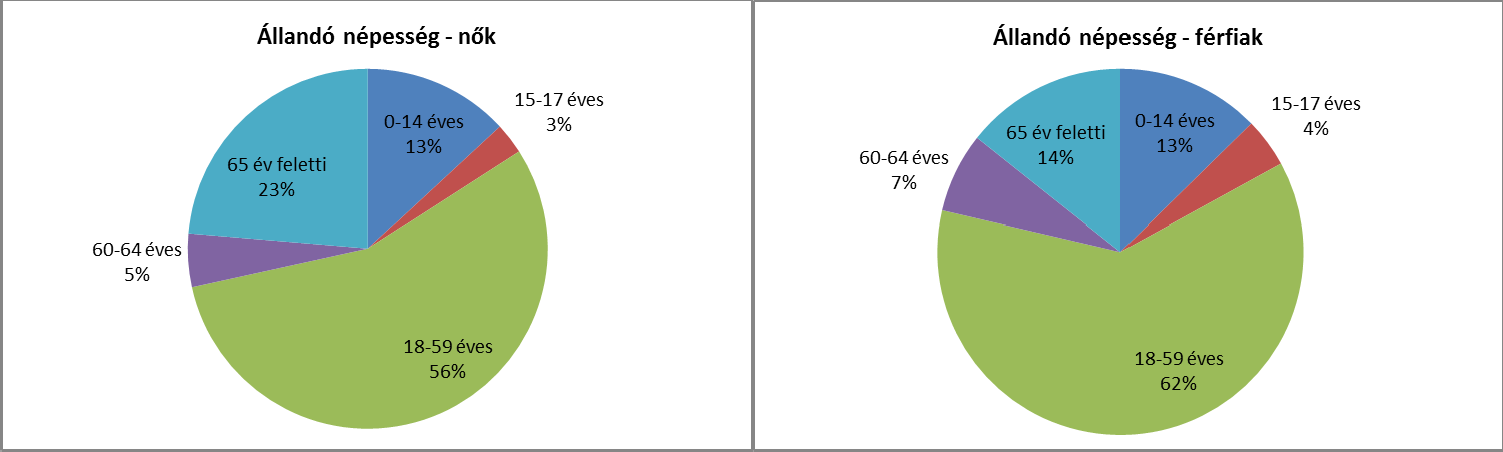 Állandó népesség - nők
0-14 éves
13%
15-17 éves
3%
18-59 éves
56%
60-64 éves
5%
65 év feletti
23%
Állandó népesség - férfiak
0-14 éves
13%
15-17 éves
4%
18-59 éves
62%
60-64 éves
7%
65 év feletti
14%